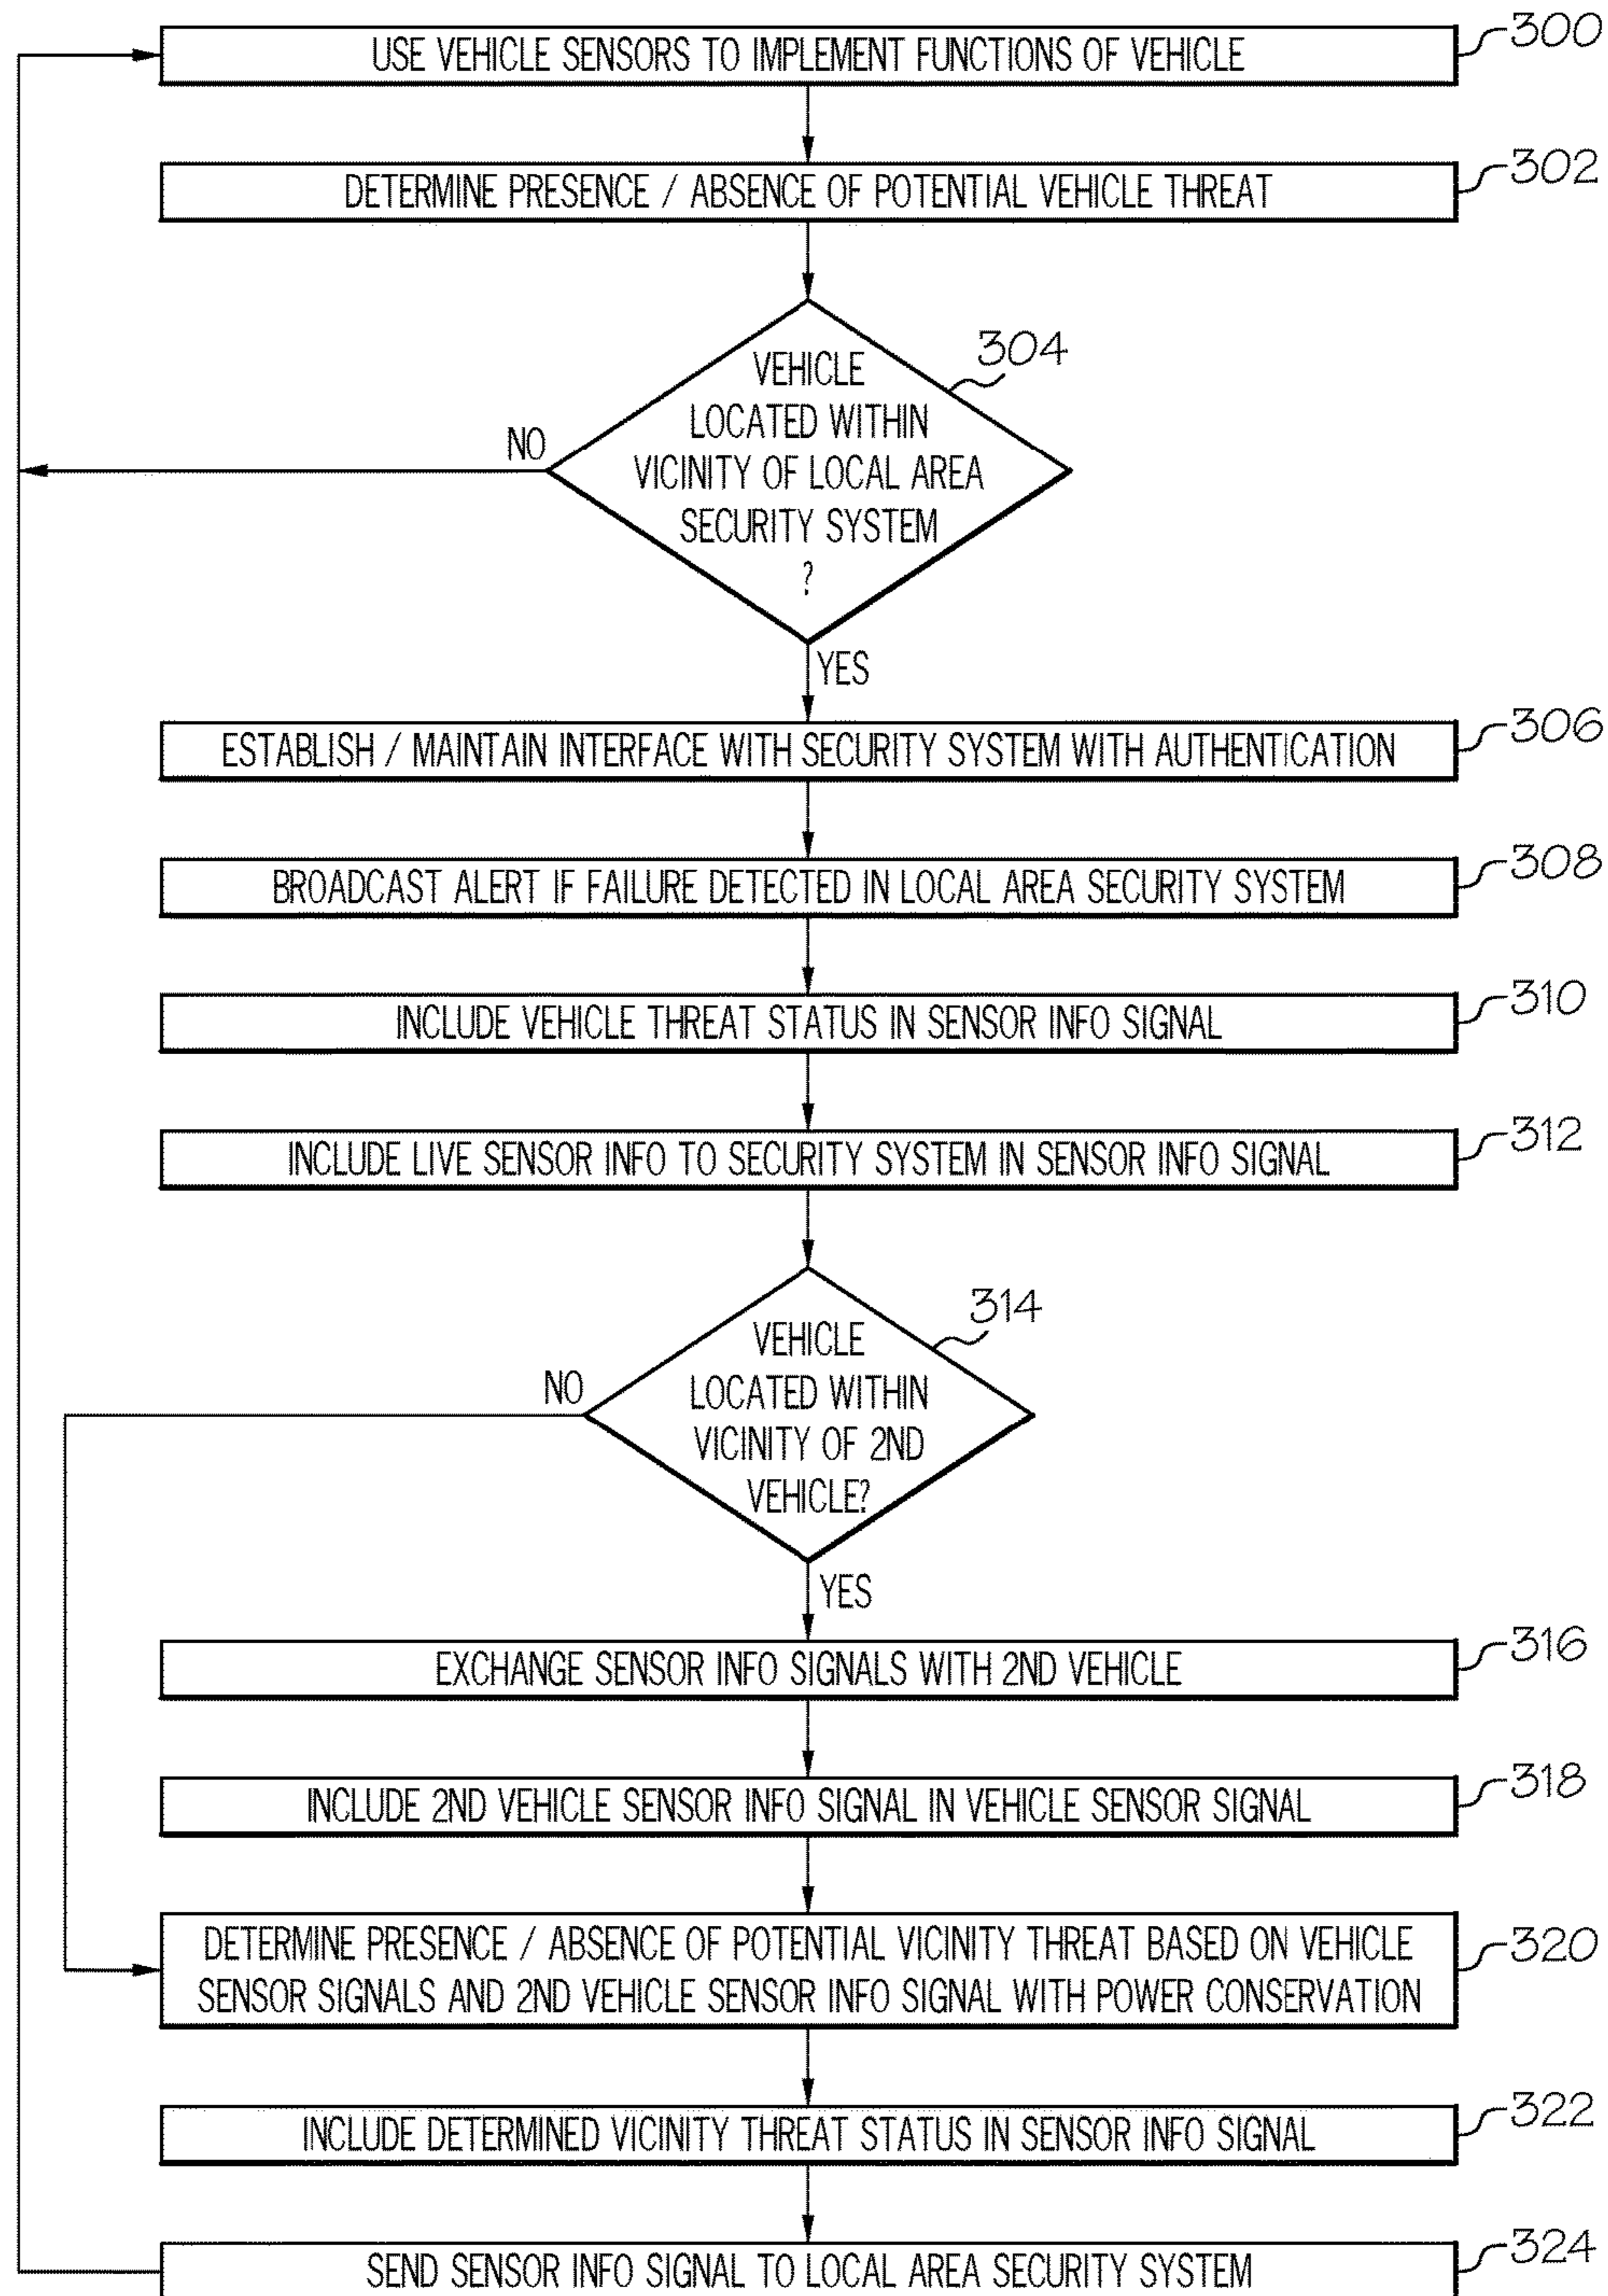 USE VEHICLE SENSORS TO IMPLEMENT FUNCTIONS OF VEHICLE
300
DETERMINE PRESENCE / ABSENCE OF POTENTIAL VEHICLE THREAT
302
304
VEHICLE
LOCATED WITHIN
VICINITY OF LOCAL AREA
SECURITY SYSTEM
?
NO
YES
ESTABLISH / MAINTAIN INTERFACE WITH SECURITY SYSTEM WITH AUTHENTICATION
306
BROADCAST ALERT IF FAILURE DETECTED IN LOCAL AREA SECURITY SYSTEM
308
INCLUDE VEHICLE THREAT STATUS IN SENSOR INFO SIGNAL
310
INCLUDE LIVE SENSOR INFO TO SECURITY SYSTEM IN SENSOR INFO SIGNAL
312
314
VEHICLE
LOCATED WITHIN
VICINITY OF 2ND
VEHICLE?
NO
YES
EXCHANGE SENSOR INFO SIGNALS WITH 2ND VEHICLE
316
INCLUDE 2ND VEHICLE SENSOR INFO SIGNAL IN VEHICLE SENSOR SIGNAL
318
DETERMINE PRESENCE / ABSENCE OF POTENTIAL VICINITY THREAT BASED ON VEHICLE
SENSOR SIGNALS AND 2ND VEHICLE SENSOR INFO SIGNAL WITH POWER CONSERVATION
320
INCLUDE DETERMINED VICINITY THREAT STATUS IN SENSOR INFO SIGNAL
322
SEND SENSOR INFO SIGNAL TO LOCAL AREA SECURITY SYSTEM
324